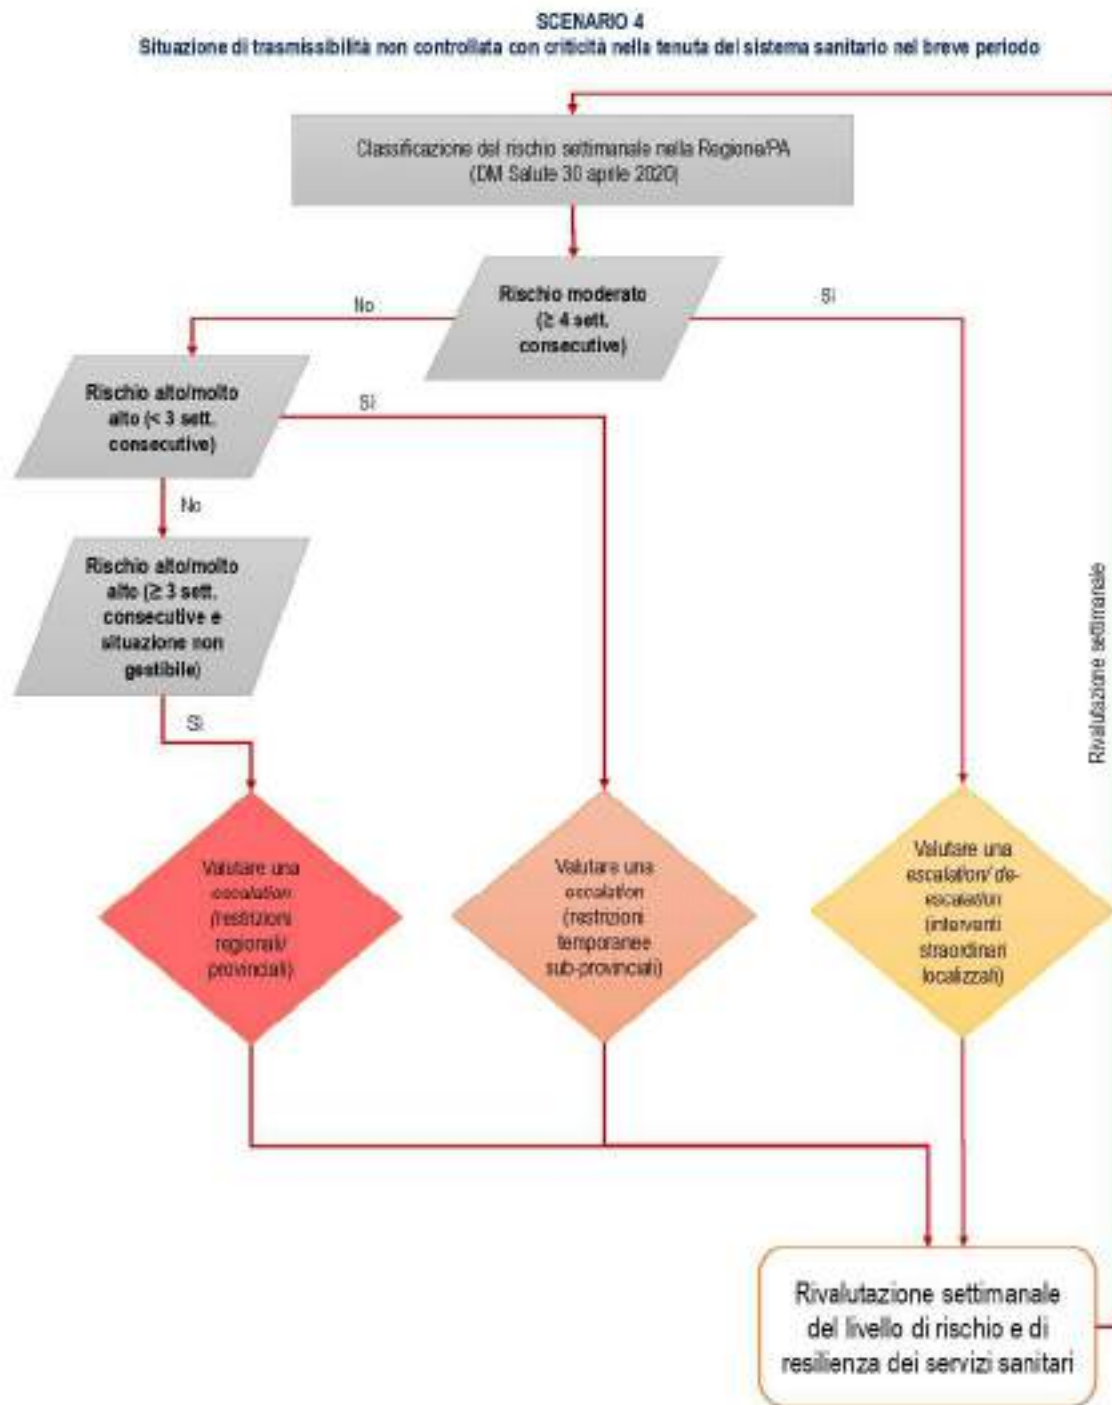 SCENARIO 4
Situazione di trasmissibilità non controllata con criticità nella tenuta del sistema sanitario nel breve periodo
Classificazione del rischio settimanale nella Regione/PA
(DM Salute 30 aprile 2020)
Rischio moderato
(≥ 4 sett.
consecutive)
No
Sì
Rischio alto/molto
alto (< 3 sett.
consecutive)
Sì
No
Rischio alto/molto
alto (≥ 3 sett.
consecutive e
situazione non
gestibile)
Sì
Rivalutazione settimanale
Valutare una
escalation
(restrizioni
regionali/
provinciali)
Valutare una
escalation
(restrizioni
temporanee
sub-provinciali)
Valutare una
escalation/ de-
escalation
(interventi
straordinari
localizzati)
Rivalutazione settimanale
del livello di rischio e di
resilienza dei servizi sanitari